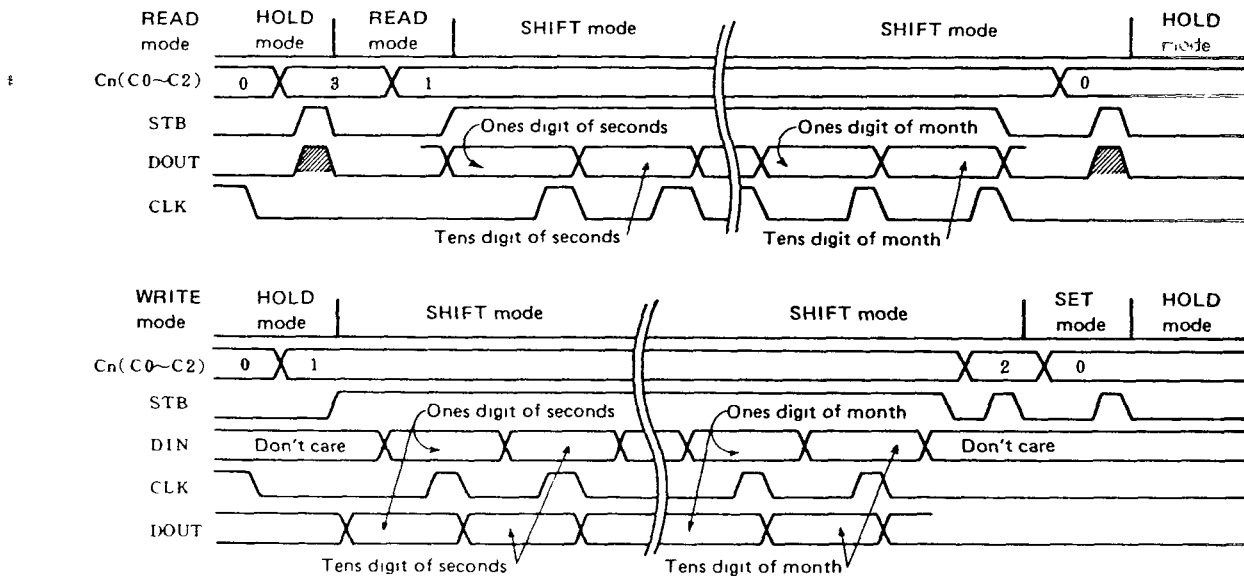 READ mode
HOLD mode
READ mode
SHIFT mode
SHIFT mode
HOLD mode
Cn(C0~C2)
0
3
1
0
STB
Ones digit of seconds
Ones digit of month
DOUT
CLK
Tens digit of seconds
Tens digit of month
WRITE mode
HOLD mode
SHIFT mode
SHIFT mode
SET mode
HOLD mode
Cn(C0~C2)
0
1
2
0
STB
Ones digit of seconds
Ones digit of month
DIN
Don't care
Don't care
CLK
DOUT
Tens digit of seconds
Tens digit of month